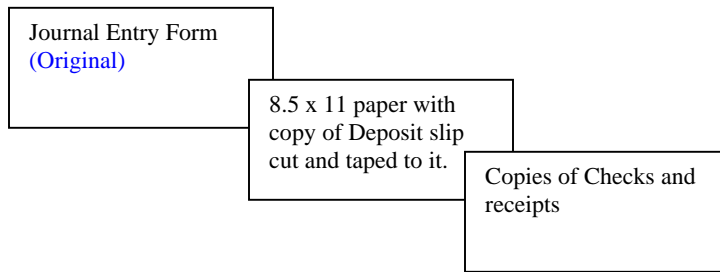 Journal Entry Form
(Original)
8.5 x 11 paper with
copy of Deposit slip
cut and taped to it.
Copies of Checks and
receipts